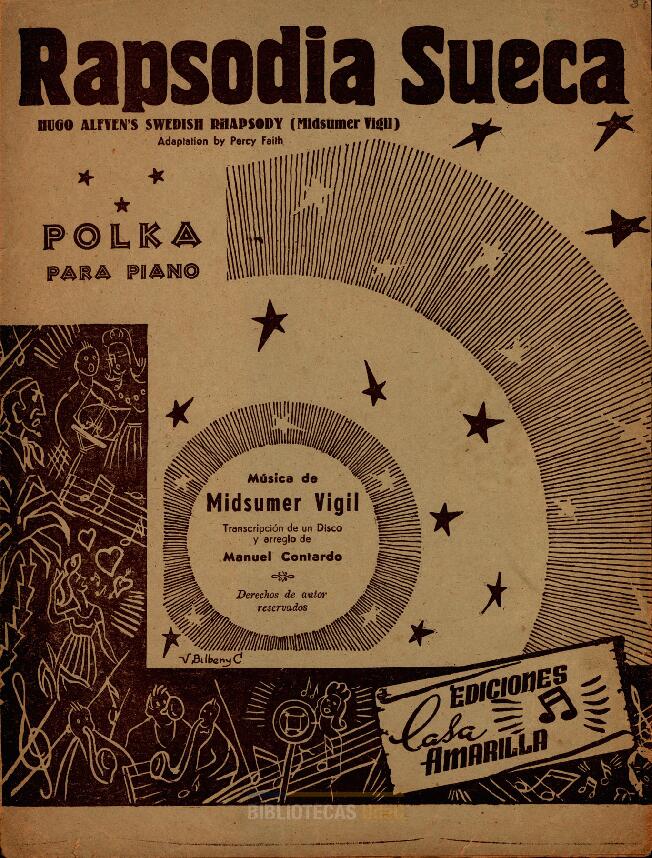 Rapsodia Sueca
HUGO ALFVEN'S SWEDISH RHAPSODY (Midsumer Vigil)
Adaptation by Percy Faith
POLKA
PARA PIANO
Música de
Midsumer Vigil
Transcripción de un Disco
y arreglo de
Manuel Contardo
Derechos de autor
reservados
V. Bilbeny C
EDICIONES
Casa
AMARILLA
BIBLIOTECAS